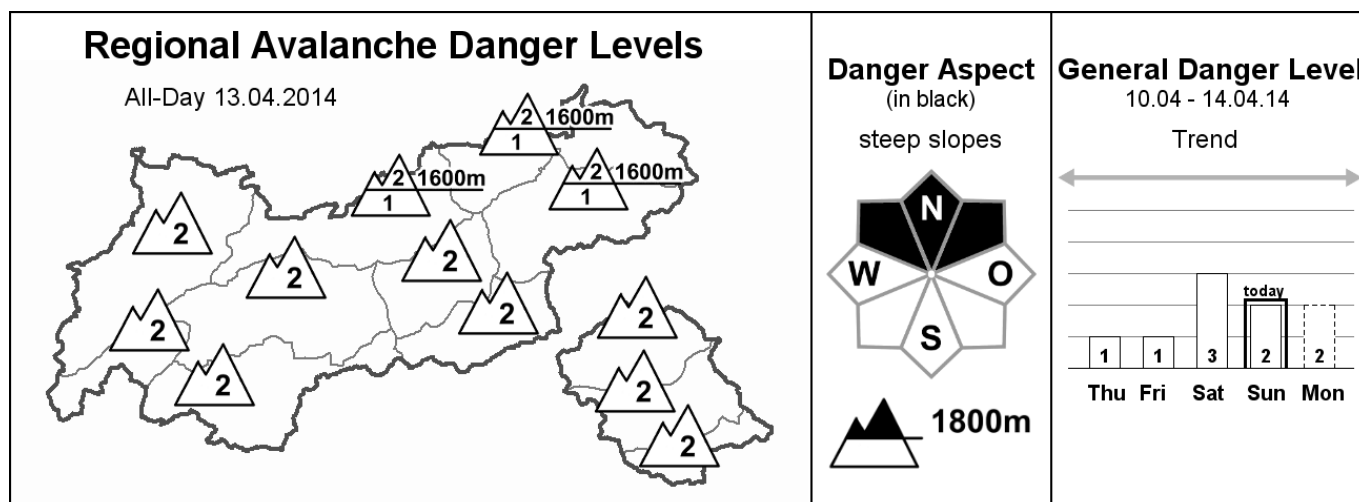 Regional Avalanche Danger Levels
All-Day 13.04.2014
2 1600m
1
2 1600m
1
2 1600m
1
2
2
2
2
2
2
2
2
2
Danger Aspect
(in black)
steep slopes
N
W O
S
1800m
General Danger Level
10.04 - 14.04.14
Trend
today
1 1 3 2 2
Thu Fri Sat Sun Mon